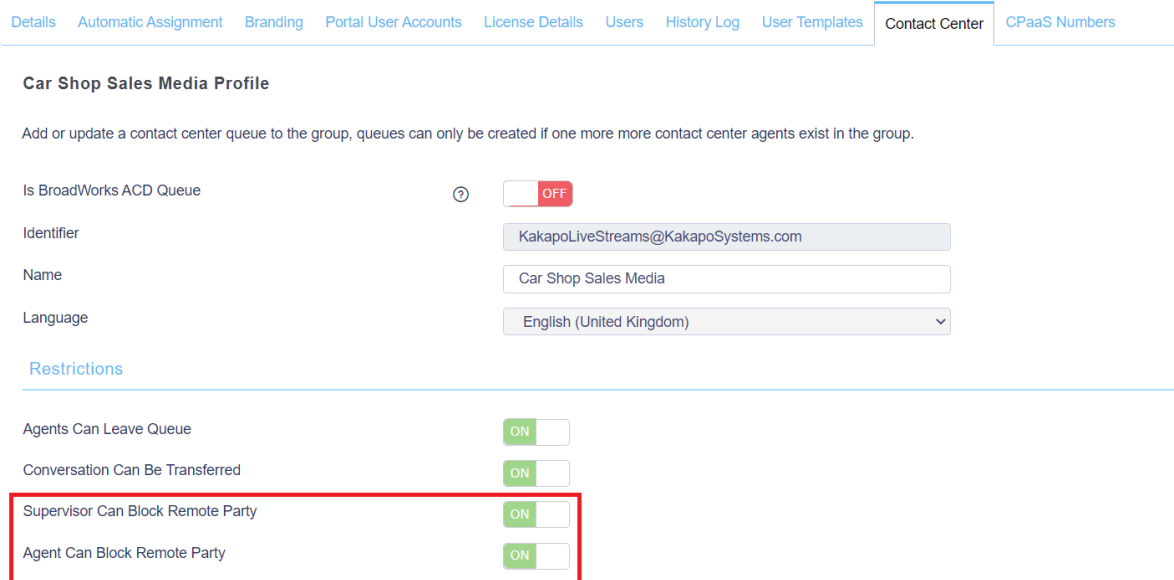 Details Automatic Assignment Branding Portal User Accounts License Details Users History Log User Templates Contact Center CPaaS Numbers
Car Shop Sales Media Profile
Add or update a contact center queue to the group, queues can only be created if one more more contact center agents exist in the group.
Is BroadWorks ACD Queue ? OFF
Identifier KakapoLiveStreams@KakapoSystems.com
Name Car Shop Sales Media
Language English (United Kingdom)
Restrictions
Agents Can Leave Queue ON
Conversation Can Be Transferred ON
Supervisor Can Block Remote Party ON
Agent Can Block Remote Party ON